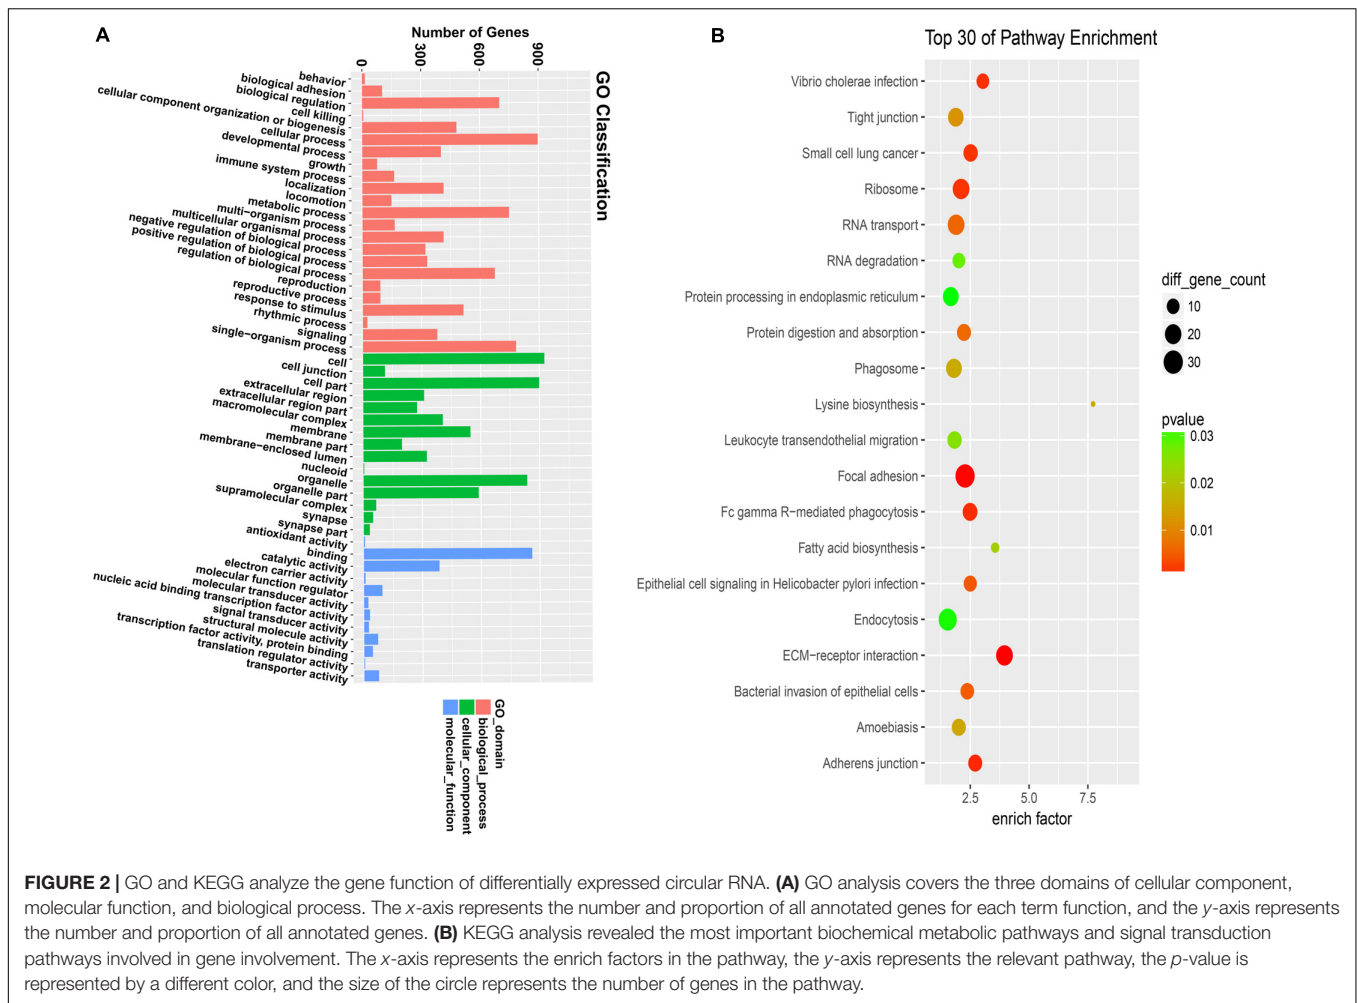 A
Number of Genes
0
300
600
900
GO Classification
behavior
biological adhesion
biological regulation
cell killing
cellular component organization or biogenesis
cellular process
developmental process
growth
immune system process
localization
locomotion
metabolic process
multi-organism process
multicellular organismal process
negative regulation of biological process
positive regulation of biological process
regulation of biological process
reproduction
reproductive process
response to stimulus
rhythmic process
signaling
single-organism process
cell
cell junction
cell part
extracellular region
extracellular region part
macromolecular complex
membrane
membrane part
membrane-enclosed lumen
nucleoid
organelle
organelle part
supramolecular complex
synapse
synapse part
antioxidant activity
binding
catalytic activity
electron carrier activity
molecular function regulator
molecular transducer activity
nucleic acid binding transcription factor activity
signal transducer activity
structural molecule activity
transcription factor activity, protein binding
translation regulator activity
transporter activity
GO_domain
biological_process
cellular_component
molecular_function
B
Top 30 of Pathway Enrichment
Vibrio cholerae infection
Tight junction
Small cell lung cancer
Ribosome
RNA transport
RNA degradation
Protein processing in endoplasmic reticulum
Protein digestion and absorption
Phagosome
Lysine biosynthesis
Leukocyte transendothelial migration
Focal adhesion
Fc gamma R-mediated phagocytosis
Fatty acid biosynthesis
Epithelial cell signaling in Helicobacter pylori infection
Endocytosis
ECM-receptor interaction
Bacterial invasion of epithelial cells
Amoebiasis
Adherens junction
2.5
5.0
7.5
enrich factor
diff_gene_count
10
20
30
pvalue
0.03
0.02
0.01
FIGURE 2 | GO and KEGG analyze the gene function of differentially expressed circular RNA. (A) GO analysis covers the three domains of cellular component,
molecular function, and biological process. The x-axis represents the number and proportion of all annotated genes for each term function, and the y-axis represents
the number and proportion of all annotated genes. (B) KEGG analysis revealed the most important biochemical metabolic pathways and signal transduction
pathways involved in gene involvement. The x-axis represents the enrich factors in the pathway, the y-axis represents the relevant pathway, the p-value is
represented by a different color, and the size of the circle represents the number of genes in the pathway.